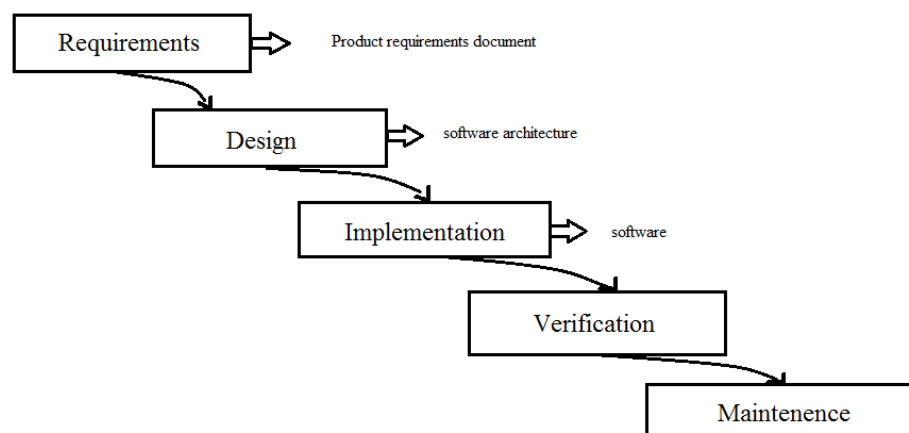 Requirements
Product requirements document
Design
software architecture
Implementation
software
Verification
Maintenence